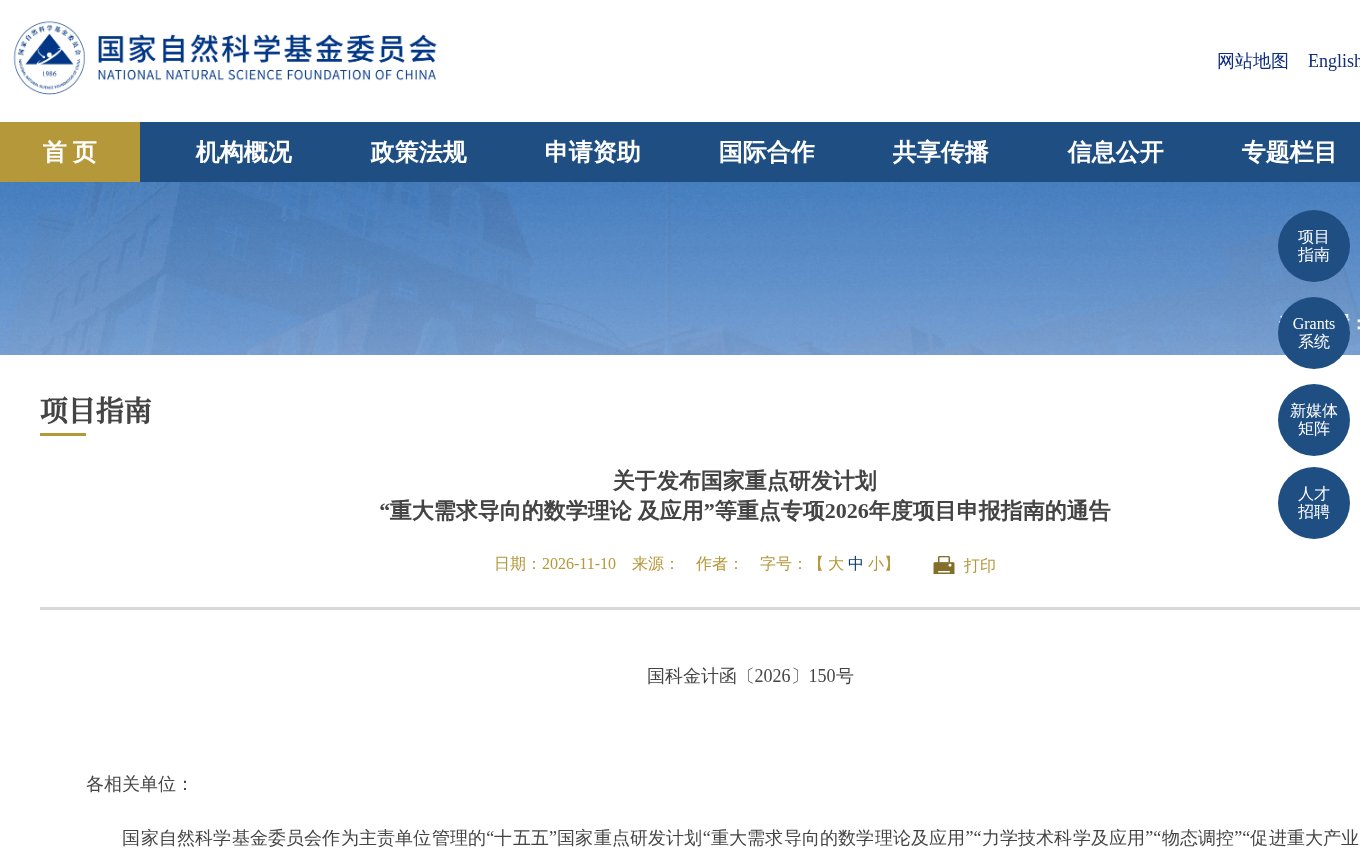 国家自然科学基金委员会
NATIONAL NATURAL SCIENCE FOUNDATION OF CHINA
1986
网站地图 English
首 页 机构概况 政策法规 申请资助 国际合作 共享传播 信息公开 专题栏目
项目
指南
Grants
系统
新媒体
矩阵
人才
招聘
项目指南
关于发布国家重点研发计划
“重大需求导向的数学理论 及应用”等重点专项2026年度项目申报指南的通告
日期：2026-11-10 来源： 作者： 字号：【 大 中 小】 打印
国科金计函〔2026〕150号
各相关单位：
国家自然科学基金委员会作为主责单位管理的“十五五”国家重点研发计划“重大需求导向的数学理论及应用”“力学技术科学及应用”“物态调控”“促进重大产业